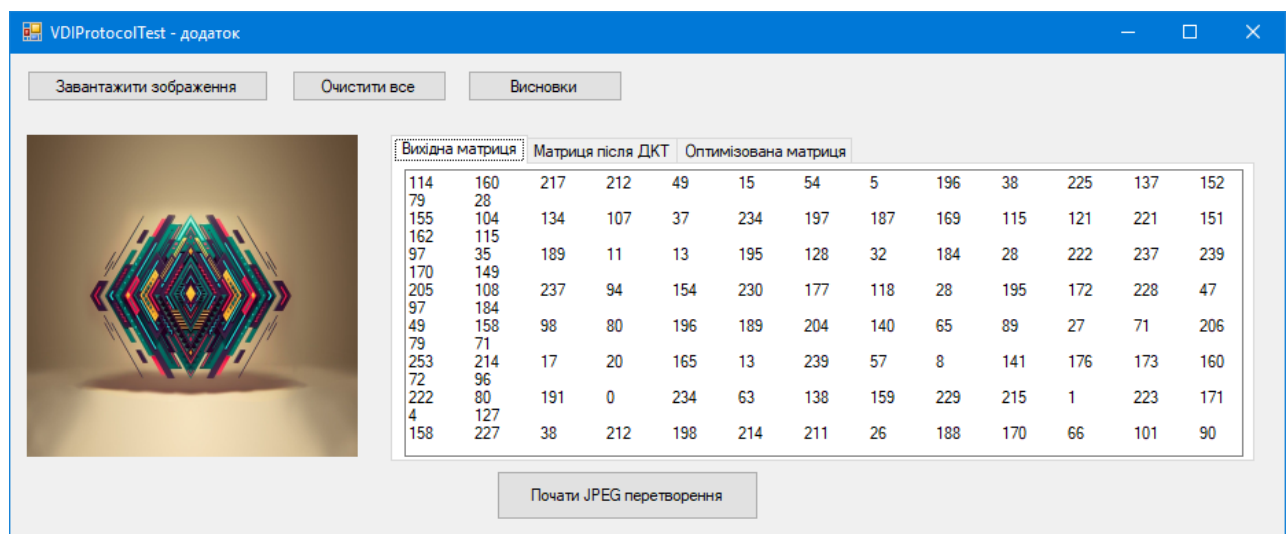 VDIProtocolTest - додаток
Завантажити зображення Очистити все Висновки
Вихідна матриця Матриця після ДКТ Оптимізована матриця
114 160 217 212 49 15 54 5 196 38 225 137 152
79 28
155 104 134 107 37 234 197 187 169 115 121 221 151
162 115
97 35 189 11 13 195 128 32 184 28 222 237 239
170 149
205 108 237 94 154 230 177 118 28 195 172 228 47
97 184
49 158 98 80 196 189 204 140 65 89 27 71 206
79 71
253 214 17 20 165 13 239 57 8 141 176 173 160
72 96
222 80 191 0 234 63 138 159 229 215 1 223 171
4 127
158 227 38 212 198 214 211 26 188 170 66 101 90
Почати JPEG перетворення